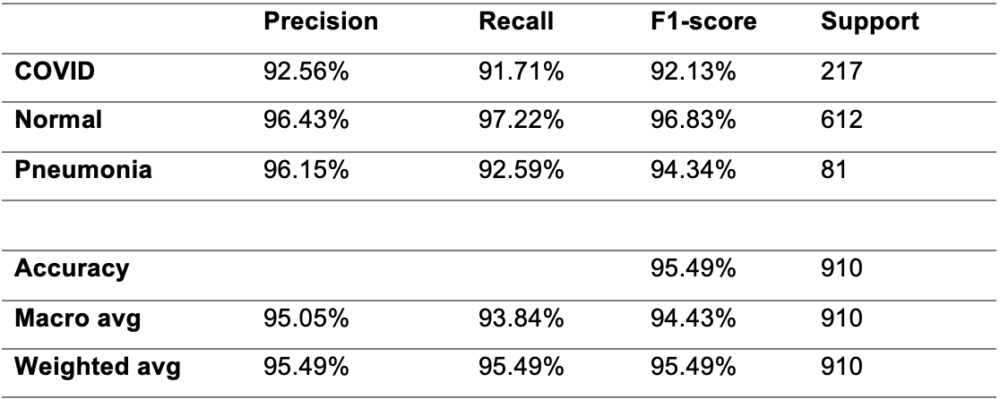 Precision Recall F1-score Support
COVID 92.56% 91.71% 92.13% 217
Normal 96.43% 97.22% 96.83% 612
Pneumonia 96.15% 92.59% 94.34% 81
Accuracy 95.49% 910
Macro avg 95.05% 93.84% 94.43% 910
Weighted avg 95.49% 95.49% 95.49% 910